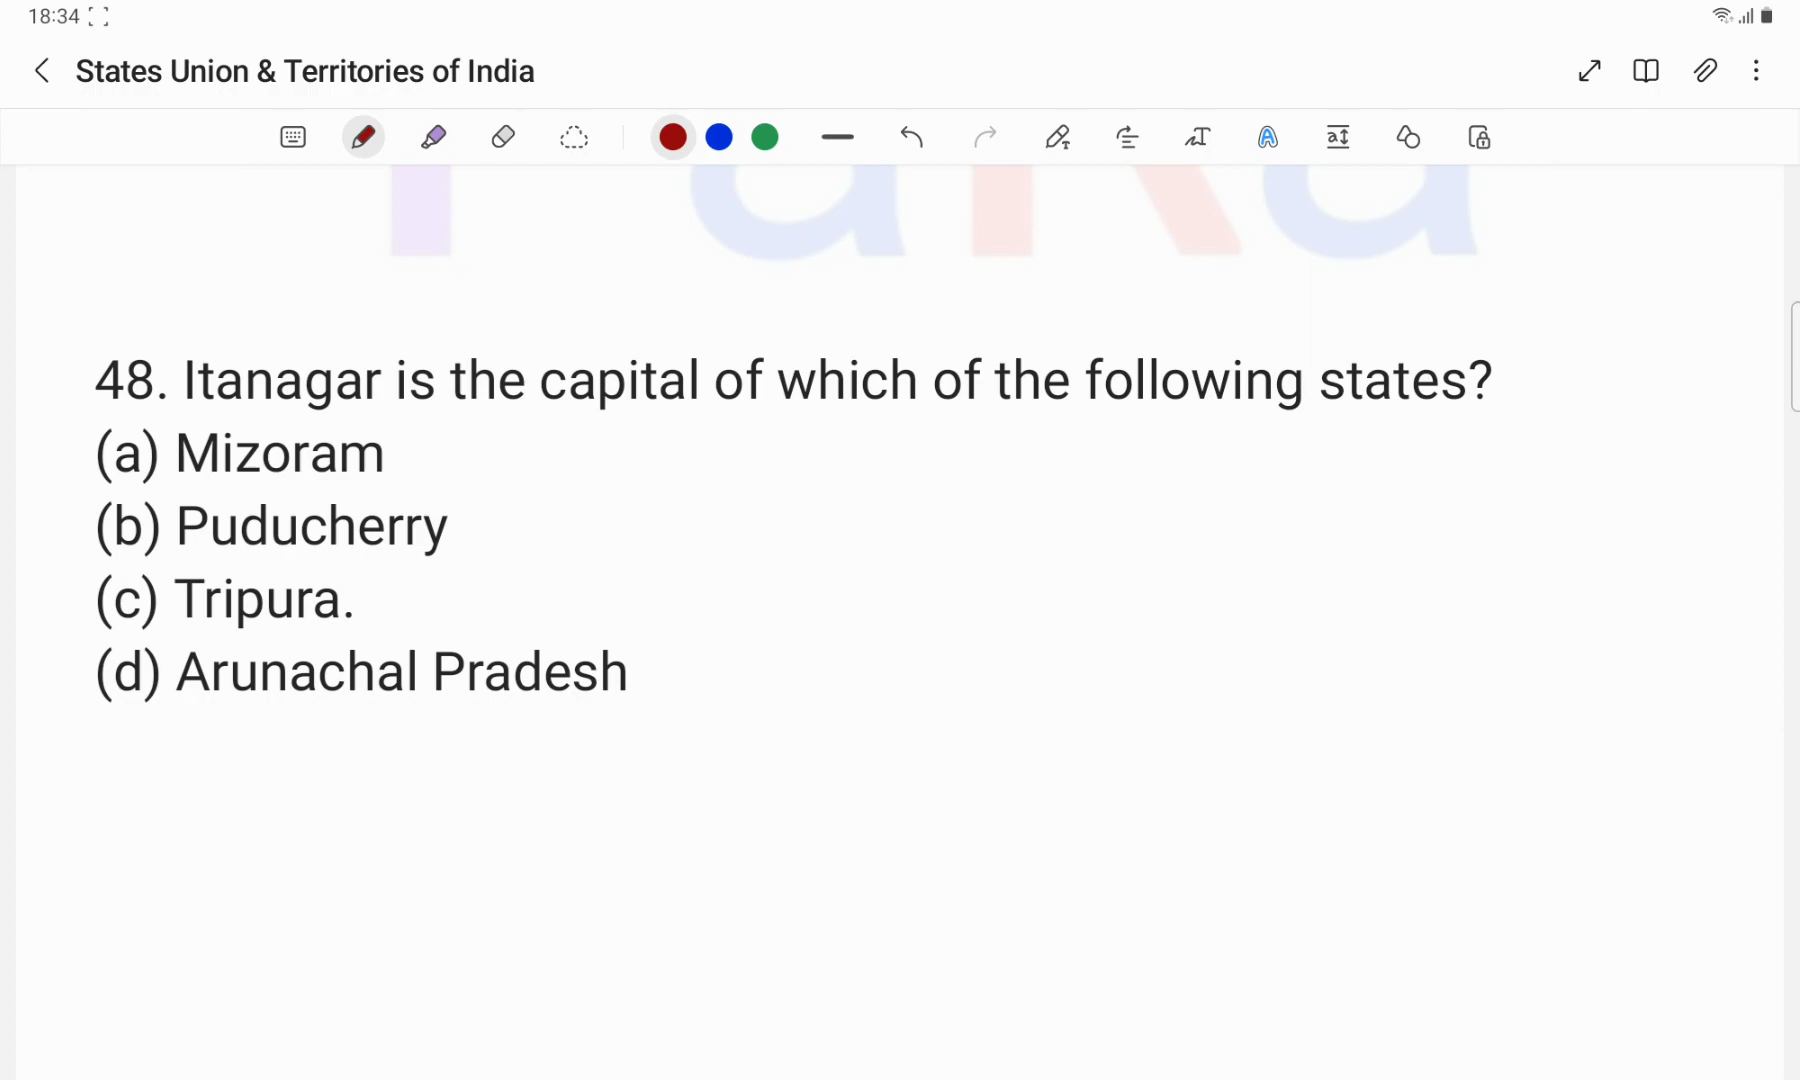 18:34
States Union & Territories of India
48. Itanagar is the capital of which of the following states?
(a) Mizoram
(b) Puducherry
(c) Tripura.
(d) Arunachal Pradesh